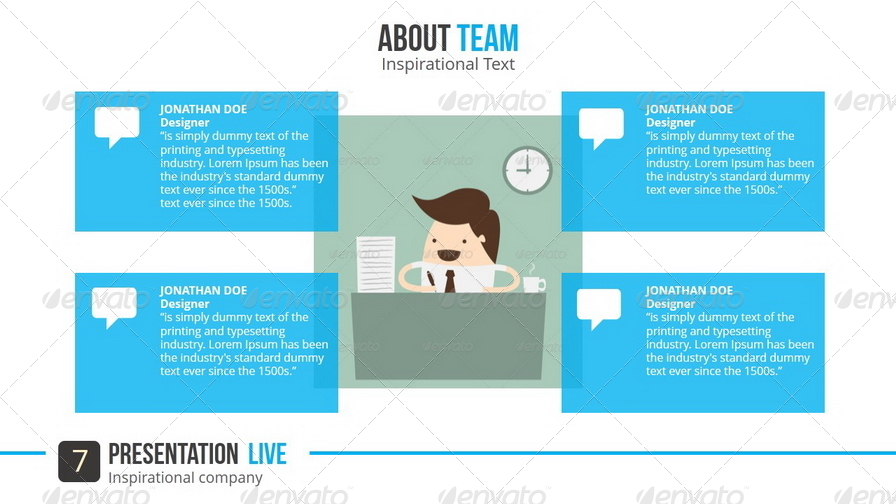 ABOUT TEAM
Inspirational Text
JONATHAN DOE
Designer
“is simply dummy text of the
printing and typesetting
industry. Lorem Ipsum has been
the industry's standard dummy
text ever since the 1500s.”
text ever since the 1500s.
JONATHAN DOE
Designer
“is simply dummy text of the
printing and typesetting
industry. Lorem Ipsum has been
the industry's standard dummy
text ever since the 1500s.”
JONATHAN DOE
Designer
“is simply dummy text of the
printing and typesetting
industry. Lorem Ipsum has been
the industry's standard dummy
text ever since the 1500s.”
JONATHAN DOE
Designer
“is simply dummy text of the
printing and typesetting
industry. Lorem Ipsum has been
the industry's standard dummy
text ever since the 1500s.”
7
PRESENTATION LIVE
Inspirational company
envato